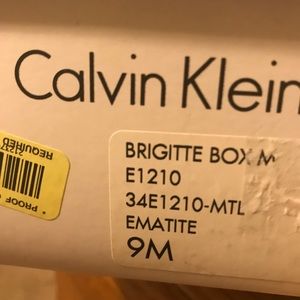 Calvin Klein
BRIGITTE BOX
E1210
34E1210-MTL
EMATITE
9M
REQUIRED
* PROOF